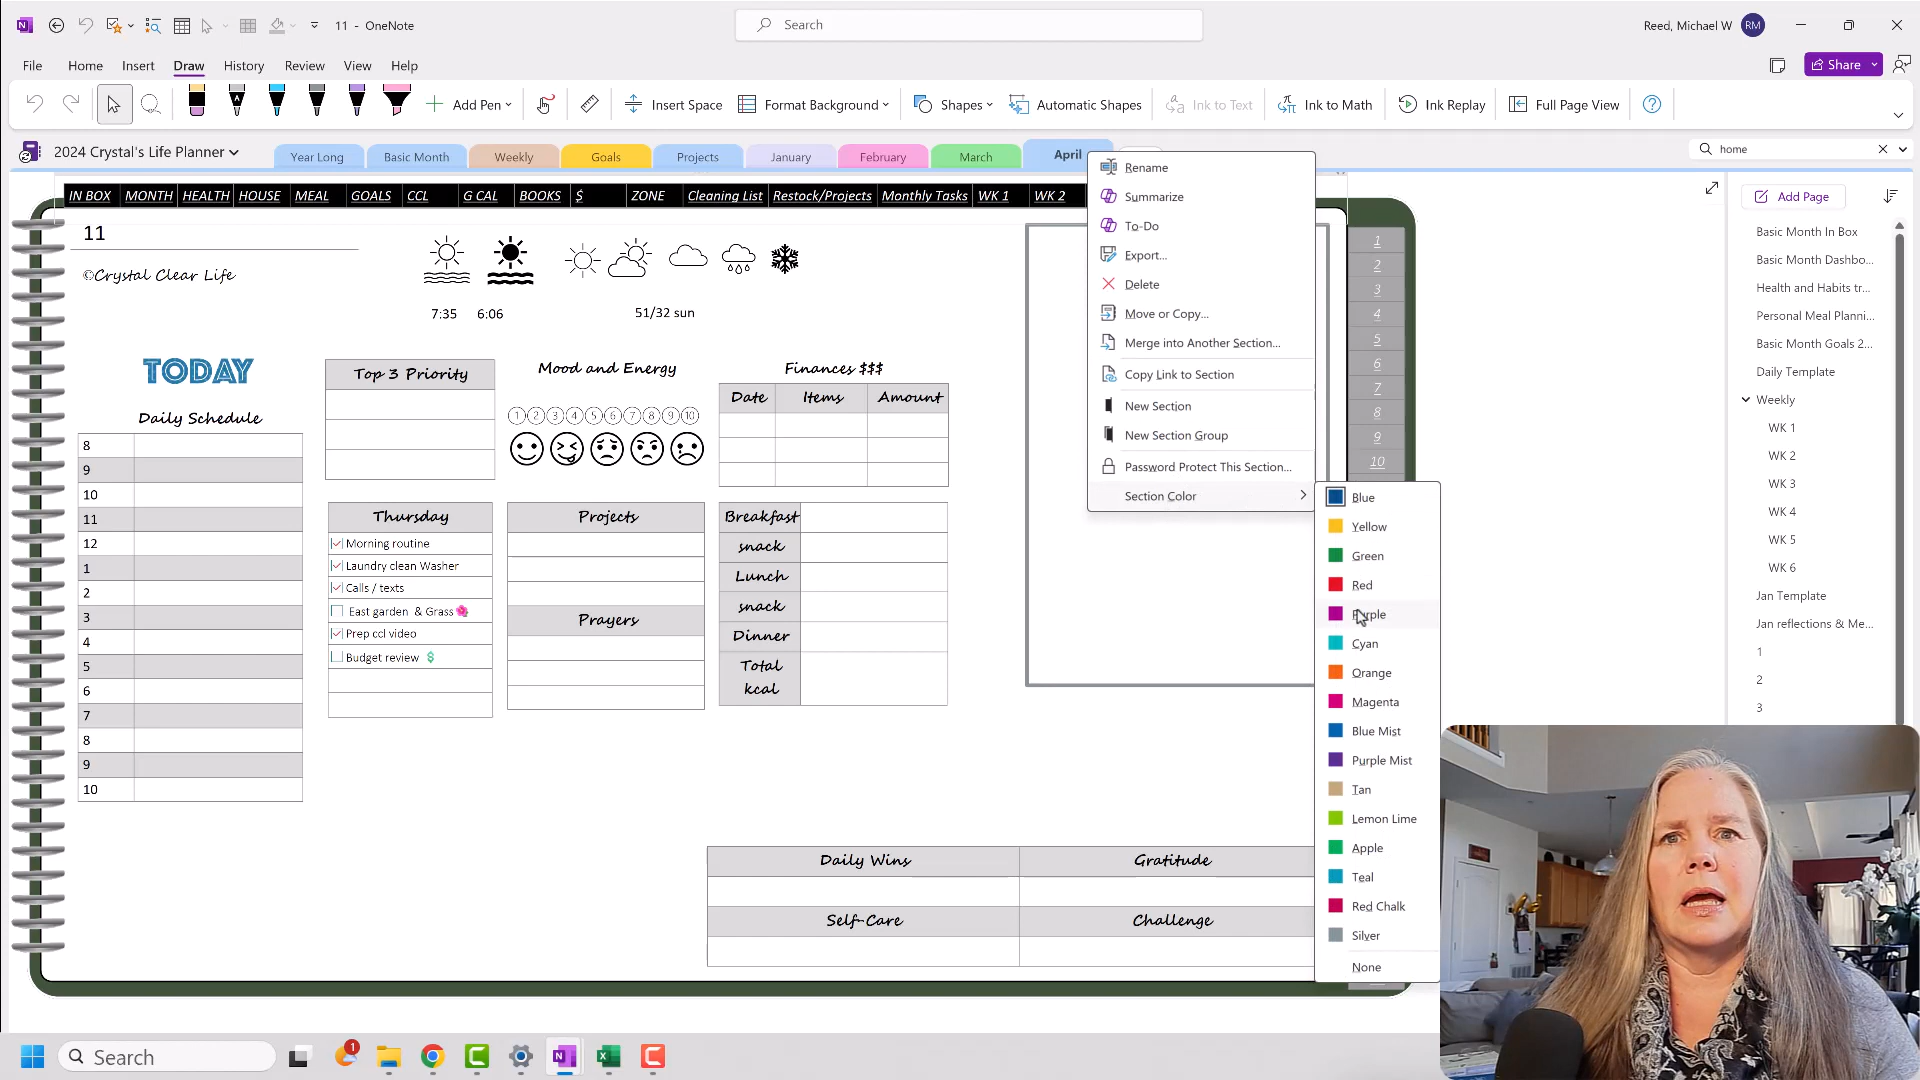 11 - OneNote
Search
Reed, Michael W
RM
File
Home
Insert
Draw
History
Review
View
Help
Share
Add Pen
Insert Space
Format Background
Shapes
Automatic Shapes
Ink to Text
Ink to Math
Ink Replay
Full Page View
2024 Crystal's Life Planner
Year Long
Basic Month
Weekly
Goals
Projects
January
February
March
April
home
IN BOX
MONTH
HEALTH
HOUSE
MEAL
GOALS
CCL
G CAL
BOOKS
$
ZONE
Cleaning List
Restock/Projects
Monthly Tasks
WK 1
WK 2
11
©Crystal Clear Life
7:35
6:06
51/32 sun
TODAY
Daily Schedule
8
9
10
11
12
1
2
3
4
5
6
7
8
9
10
Top 3 Priority
Thursday
Morning routine
Laundry clean Washer
Calls / texts
East garden & Grass
Prep ccl video
Budget review
Mood and Energy
1 2 3 4 5 6 7 8 9 10
Projects
Prayers
Finances $$$
Date
Items
Amount
Breakfast
snack
Lunch
snack
Dinner
Total
kcal
Daily Wins
Gratitude
Self-Care
Challenge
Rename
Summarize
To-Do
Export...
Delete
Move or Copy...
Merge into Another Section...
Copy Link to Section
New Section
New Section Group
Password Protect This Section...
Section Color
Blue
Yellow
Green
Red
Purple
Cyan
Orange
Magenta
Blue Mist
Purple Mist
Tan
Lemon Lime
Apple
Teal
Red Chalk
Silver
None
1
2
3
4
5
6
7
8
9
10
Add Page
Basic Month In Box
Basic Month Dashbo...
Health and Habits tr...
Personal Meal Planni...
Basic Month Goals 2...
Daily Template
Weekly
WK 1
WK 2
WK 3
WK 4
WK 5
WK 6
Jan Template
Jan reflections & Me...
1
2
3
Search
1